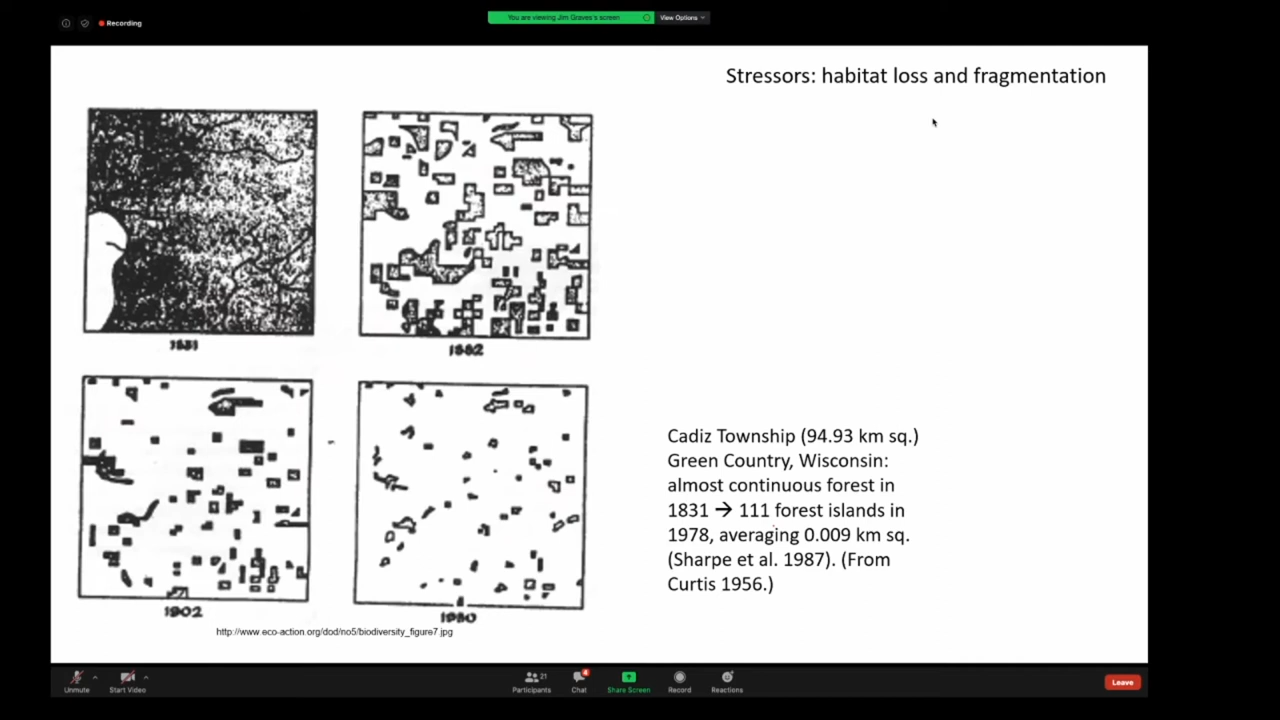 Recording
You are viewing Jim Graves's screen
View Options
Stressors: habitat loss and fragmentation
1831
1882
1902
1950
Cadiz Township (94.93 km sq.)
Green Country, Wisconsin:
almost continuous forest in
1831 → 111 forest islands in
1978, averaging 0.009 km sq.
(Sharpe et al. 1987). (From
Curtis 1956.)
http://www.eco-action.org/dod/no5/biodiversity_figure7.jpg
Unmute
Start Video
Participants
21
Chat
Share Screen
Record
Reactions
Leave